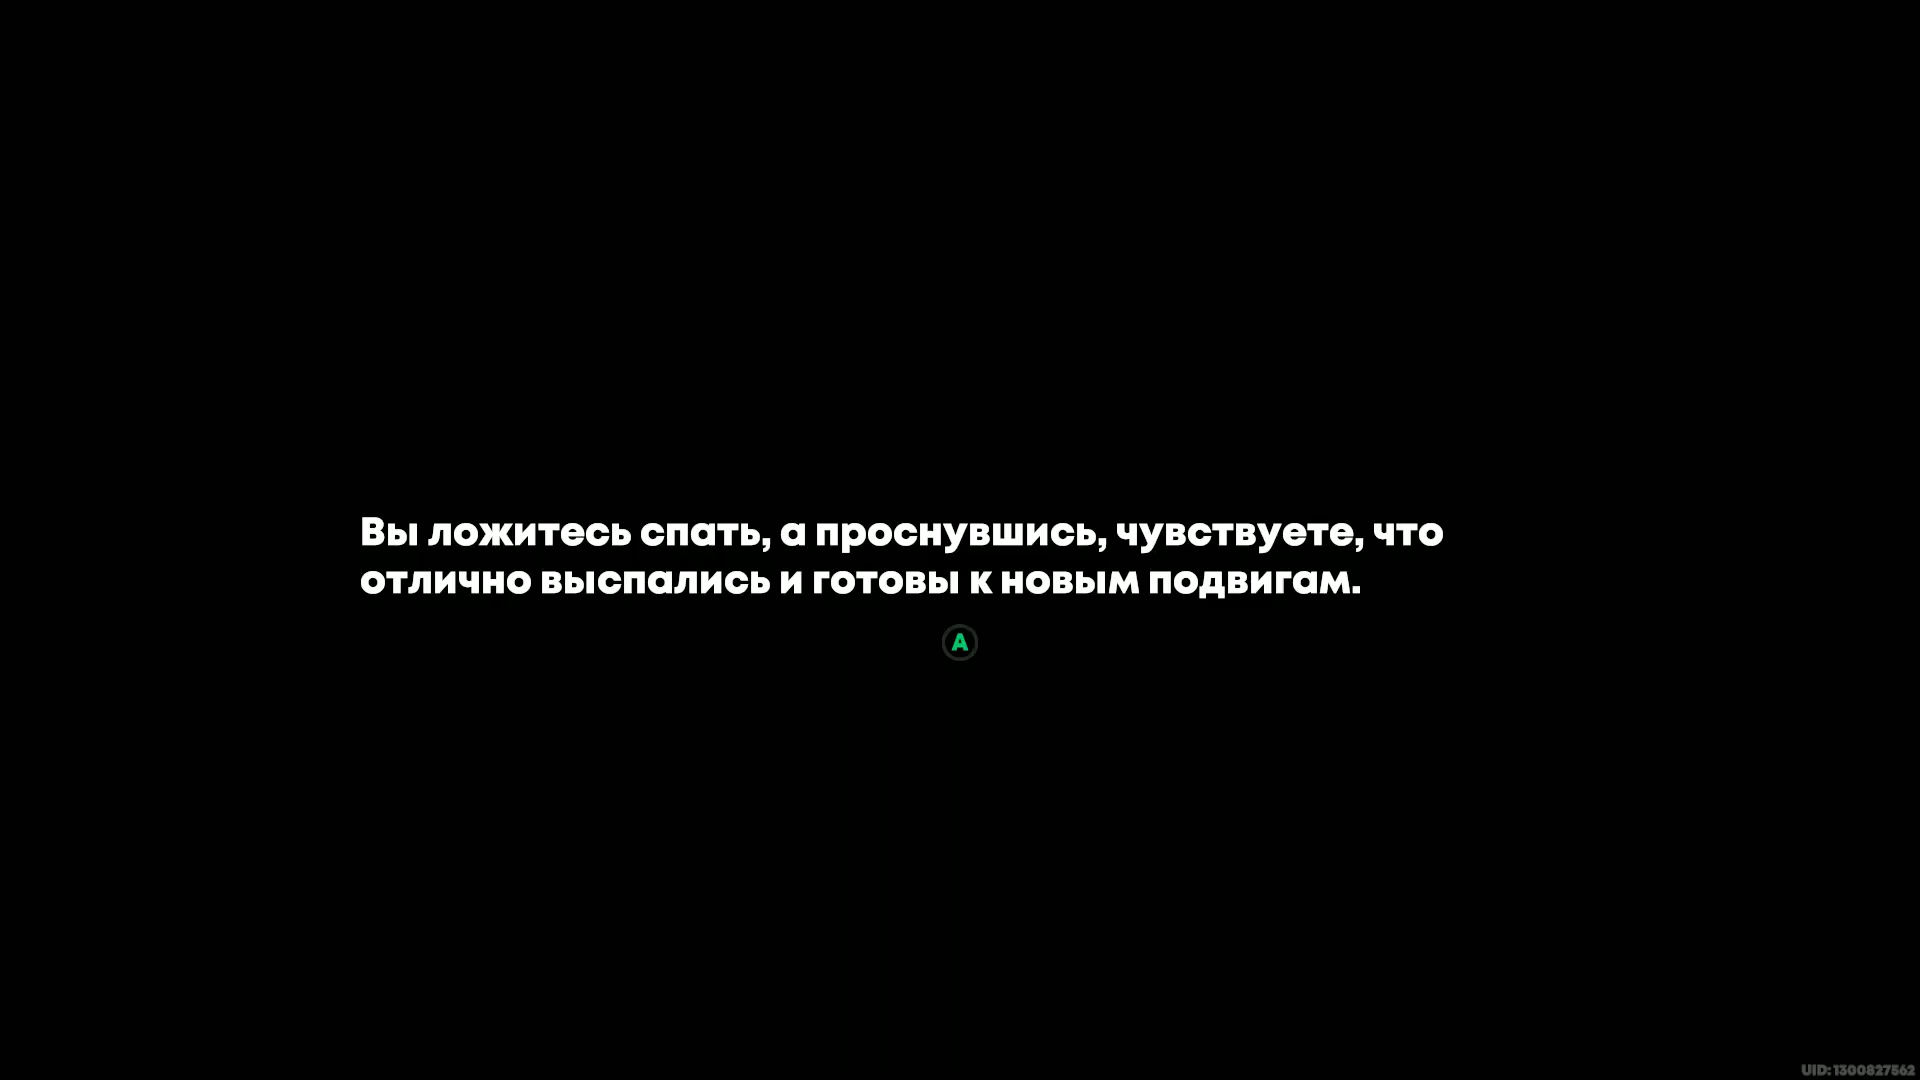 Вы ложитесь спать, а проснувшись, чувствуете, что
отлично выспались и готовы к новым подвигам.
A
UID: 1300827562